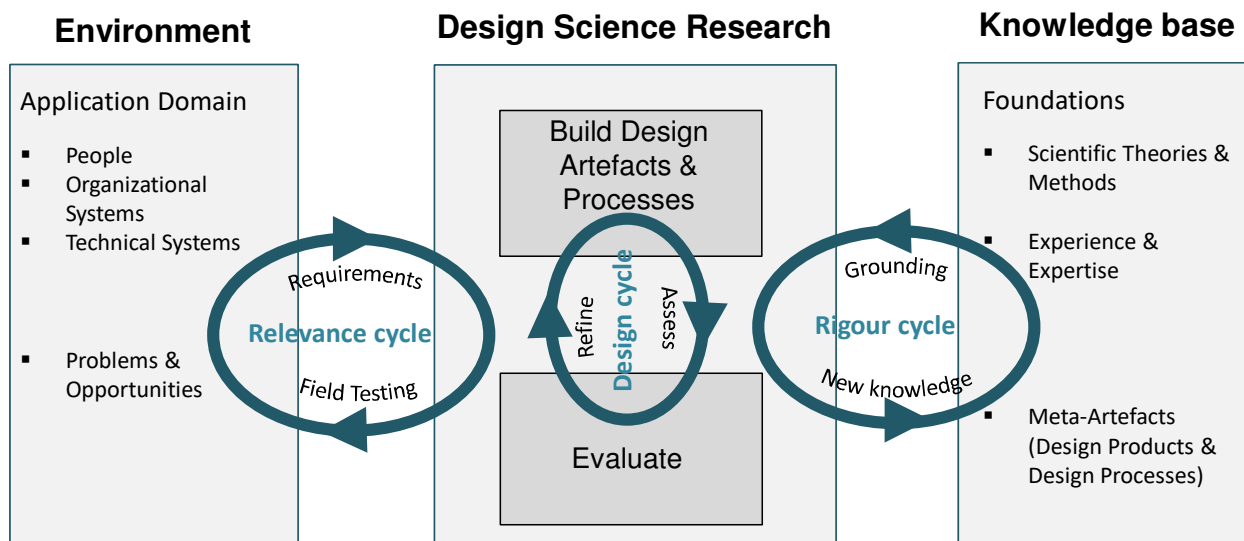 Environment
Design Science Research
Knowledge base
Application Domain
▪ People
▪ Organizational
Systems
▪ Technical Systems
▪ Problems &
Opportunities
Requirements
Relevance cycle
Field Testing
Build Design
Artefacts &
Processes
Refine
Design cycle
Assess
Evaluate
Grounding
Rigour cycle
New knowledge
Foundations
▪ Scientific Theories &
Methods
▪ Experience &
Expertise
▪ Meta-Artefacts
(Design Products &
Design Processes)